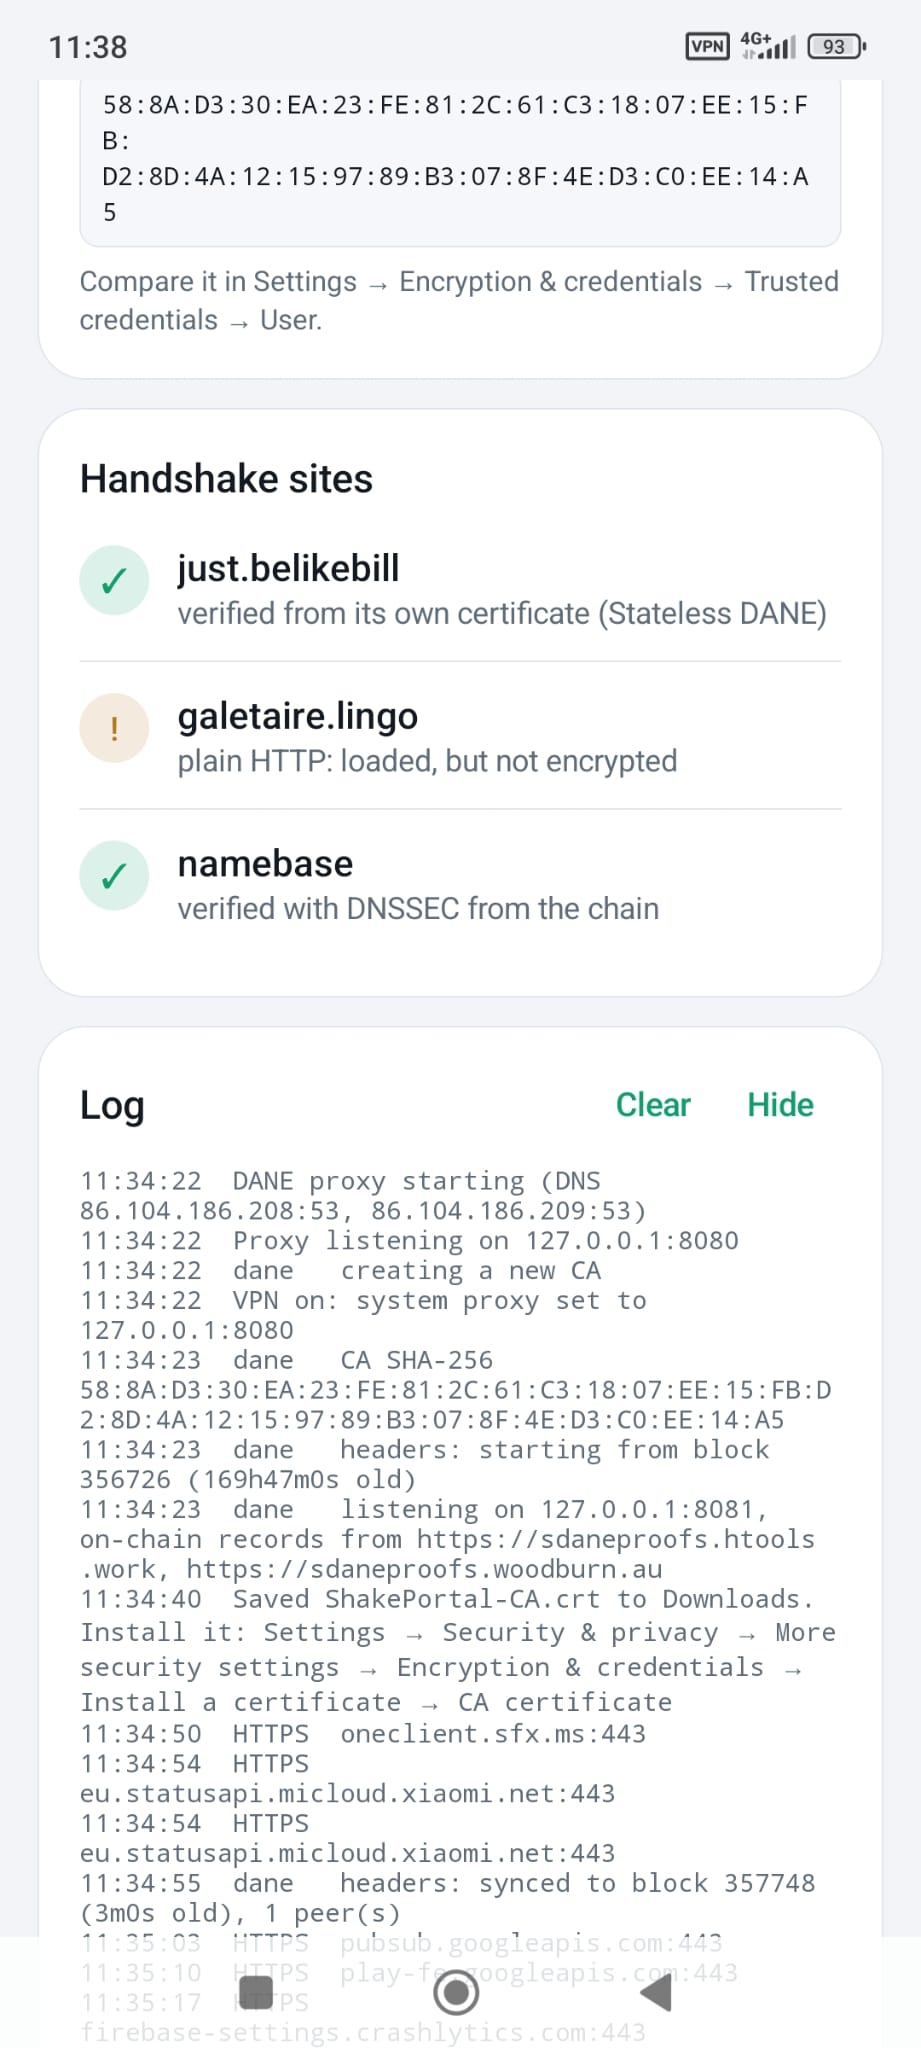 11:38
VPN 4G+ 93
58:8A:D3:30:EA:23:FE:81:2C:61:C3:18:07:EE:15:F
B:
D2:8D:4A:12:15:97:89:B3:07:8F:4E:D3:C0:EE:14:A
5
Compare it in Settings → Encryption & credentials → Trusted
credentials → User.
Handshake sites
✓ just.belikebill
verified from its own certificate (Stateless DANE)
! galetaire.lingo
plain HTTP: loaded, but not encrypted
✓ namebase
verified with DNSSEC from the chain
Log Clear Hide
11:34:22 DANE proxy starting (DNS
86.104.186.208:53, 86.104.186.209:53)
11:34:22 Proxy listening on 127.0.0.1:8080
11:34:22 dane creating a new CA
11:34:22 VPN on: system proxy set to
127.0.0.1:8080
11:34:23 dane CA SHA-256
58:8A:D3:30:EA:23:FE:81:2C:61:C3:18:07:EE:15:FB:D
2:8D:4A:12:15:97:89:B3:07:8F:4E:D3:C0:EE:14:A5
11:34:23 dane headers: starting from block
356726 (169h47m0s old)
11:34:23 dane listening on 127.0.0.1:8081,
on-chain records from https://sdaneproofs.htools
.work, https://sdaneproofs.woodburn.au
11:34:40 Saved ShakePortal-CA.crt to Downloads.
Install it: Settings → Security & privacy → More
security settings → Encryption & credentials →
Install a certificate → CA certificate
11:34:50 HTTPS oneclient.sfx.ms:443
11:34:54 HTTPS
eu.statusapi.micloud.xiaomi.net:443
11:34:54 HTTPS
eu.statusapi.micloud.xiaomi.net:443
11:34:55 dane headers: synced to block 357748
(3m0s old), 1 peer(s)
11:35:03 HTTPS pubsub.googleapis.com:443
11:35:10 HTTPS
11:35:17 HTTPS
firebase-settings.crashlytics.com:443